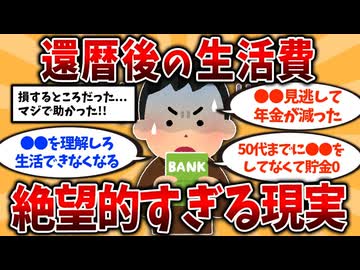 還暦後の生活費
損するところだった…
マジで助かった!!
●●見逃して
年金が減った
●●を理解しろ
生活できなくなる
BANK
50代までに●●を
してなくて貯金0
絶望的すぎる現実